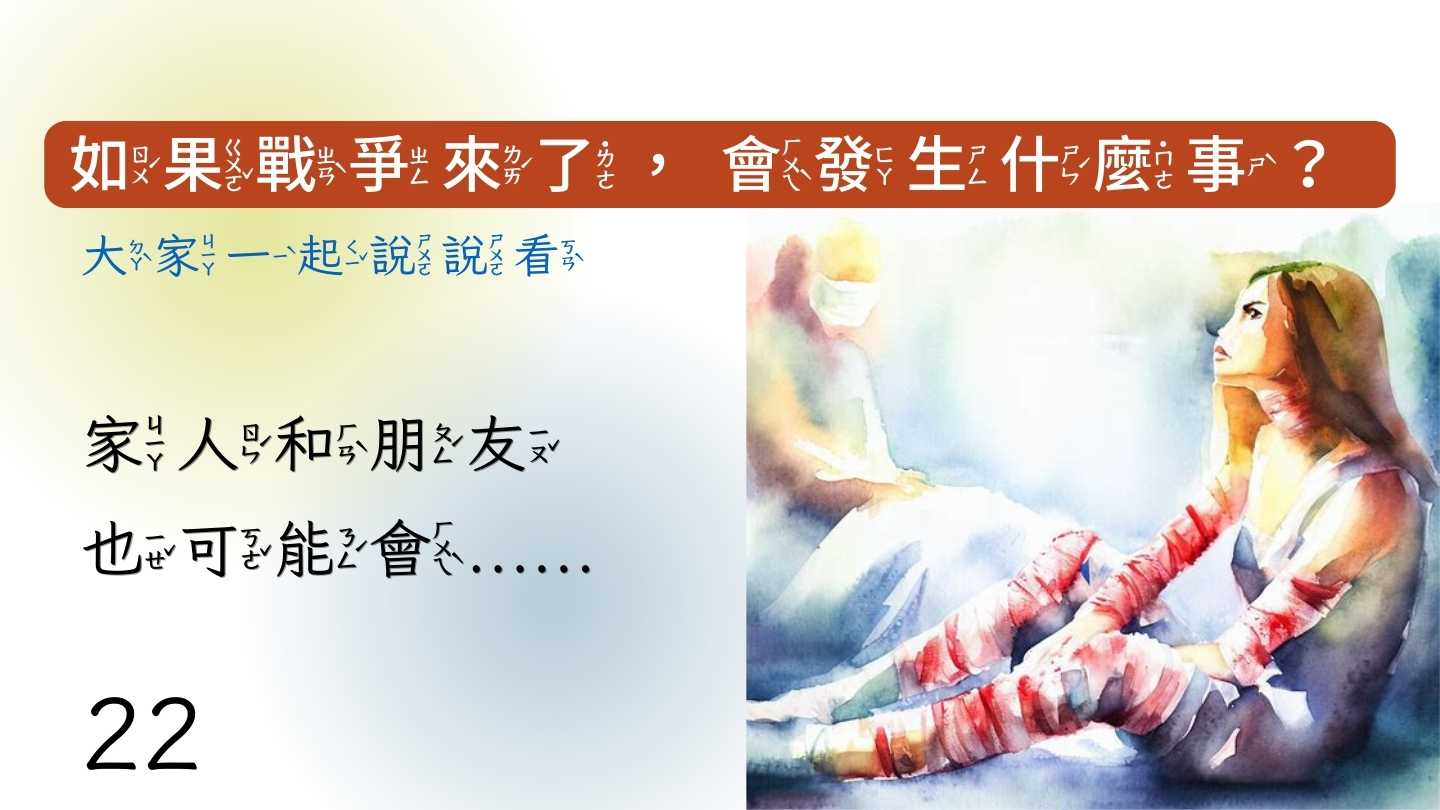 如果戰爭來了，會發生什麼事？
大家一起說說看
家人和朋友
也可能會……
22